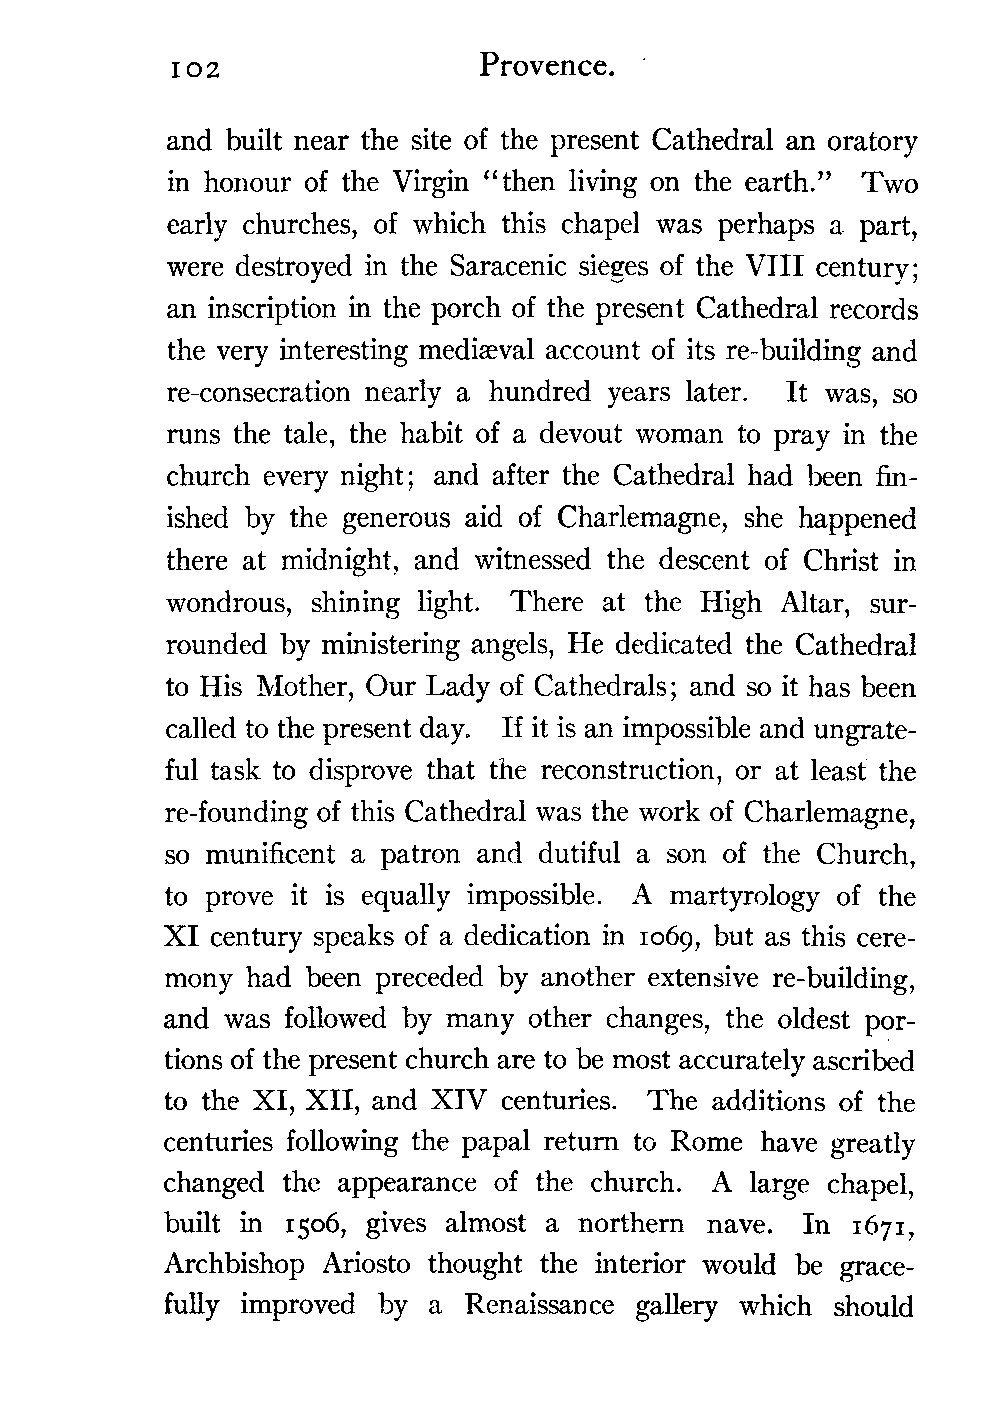 102 Provence.
and built near the site of the present Cathedral an oratory
in honour of the Virgin “then living on the earth.” Two
early churches, of which this chapel was perhaps a part,
were destroyed in the Saracenic sieges of the VIII century;
an inscription in the porch of the present Cathedral records
the very interesting mediæval account of its re-building and
re-consecration nearly a hundred years later. It was, so
runs the tale, the habit of a devout woman to pray in the
church every night; and after the Cathedral had been fin-
ished by the generous aid of Charlemagne, she happened
there at midnight, and witnessed the descent of Christ in
wondrous, shining light. There at the High Altar, sur-
rounded by ministering angels, He dedicated the Cathedral
to His Mother, Our Lady of Cathedrals; and so it has been
called to the present day. If it is an impossible and ungrate-
ful task to disprove that the reconstruction, or at least the
re-founding of this Cathedral was the work of Charlemagne,
so munificent a patron and dutiful a son of the Church,
to prove it is equally impossible. A martyrology of the
XI century speaks of a dedication in 1069, but as this cere-
mony had been preceded by another extensive re-building,
and was followed by many other changes, the oldest por-
tions of the present church are to be most accurately ascribed
to the XI, XII, and XIV centuries. The additions of the
centuries following the papal return to Rome have greatly
changed the appearance of the church. A large chapel,
built in 1506, gives almost a northern nave. In 1671,
Archbishop Ariosto thought the interior would be grace-
fully improved by a Renaissance gallery which should